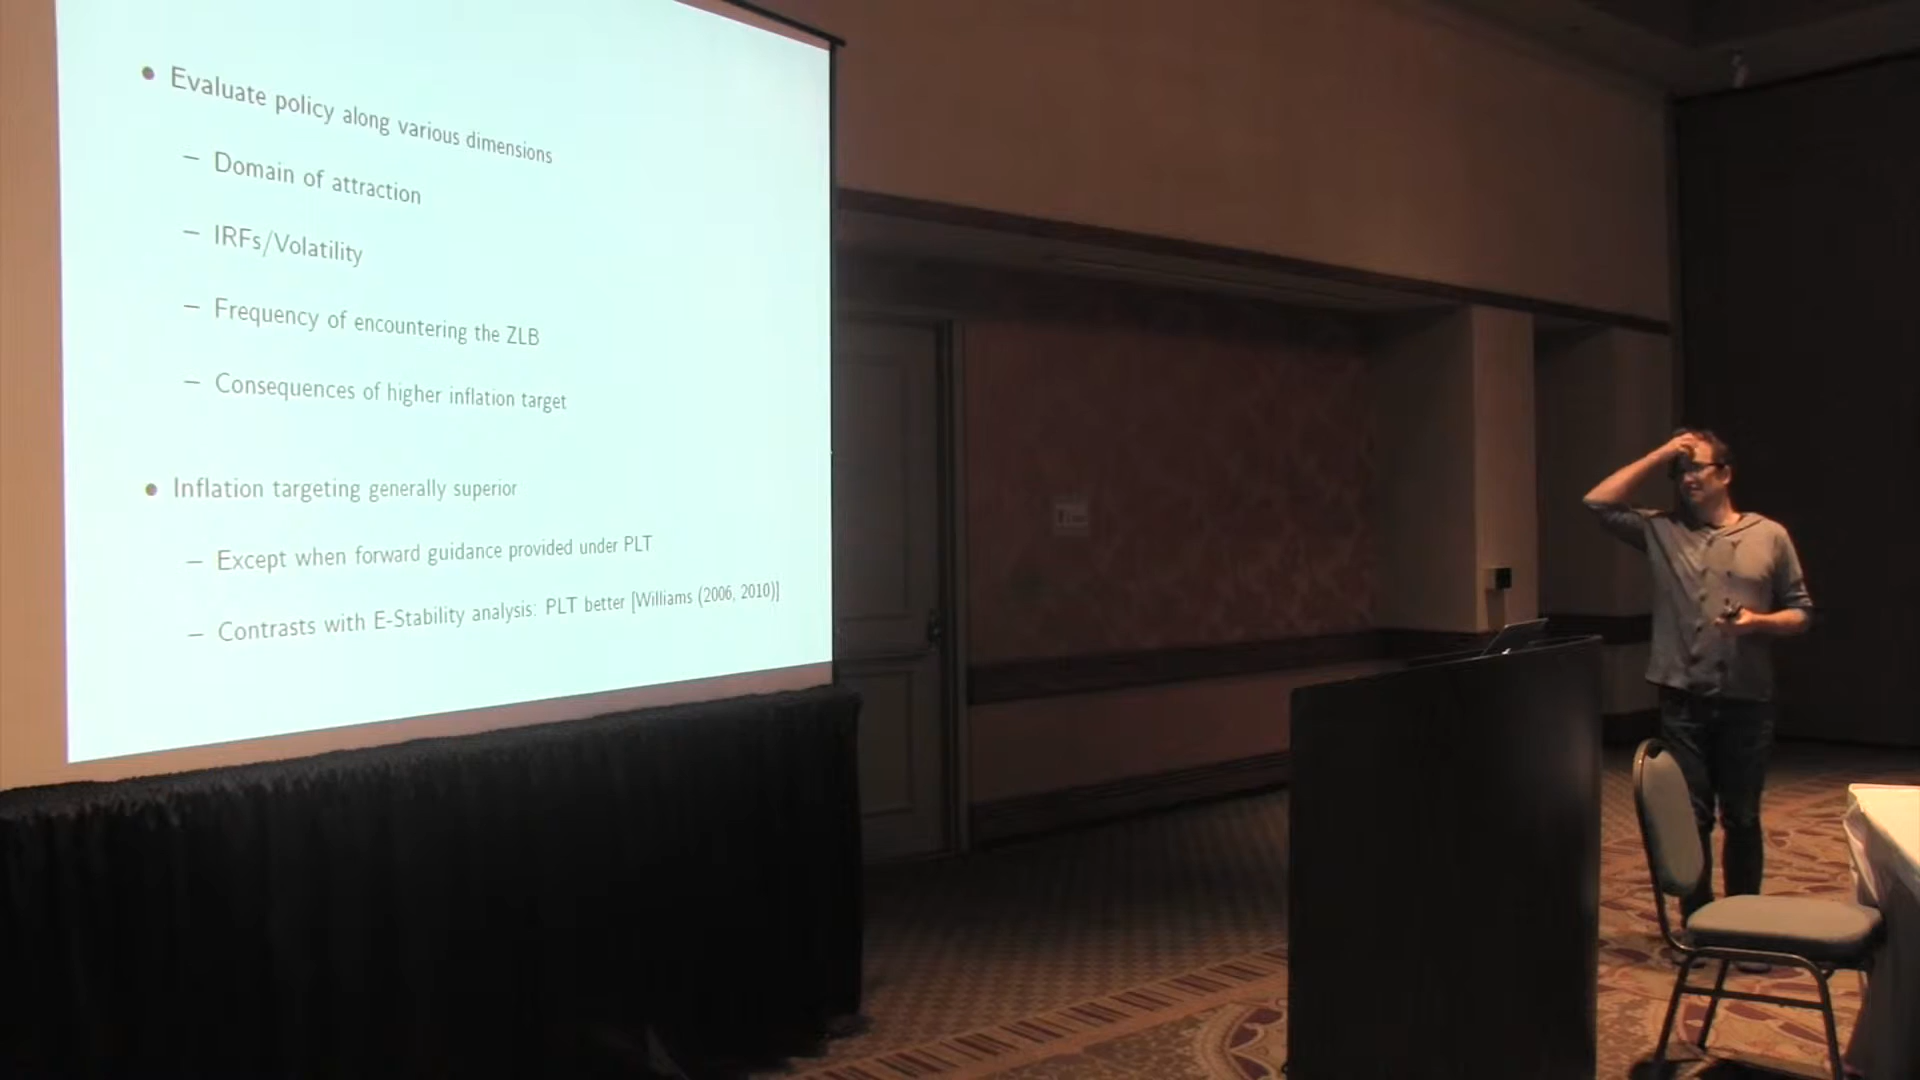 • Evaluate policy along various dimensions
– Domain of attraction
– IRFs/Volatility
– Frequency of encountering the ZLB
– Consequences of higher inflation target
• Inflation targeting generally superior
– Except when forward guidance provided under PLT
– Contrasts with E-Stability analysis: PLT better [Williams (2006, 2010)]